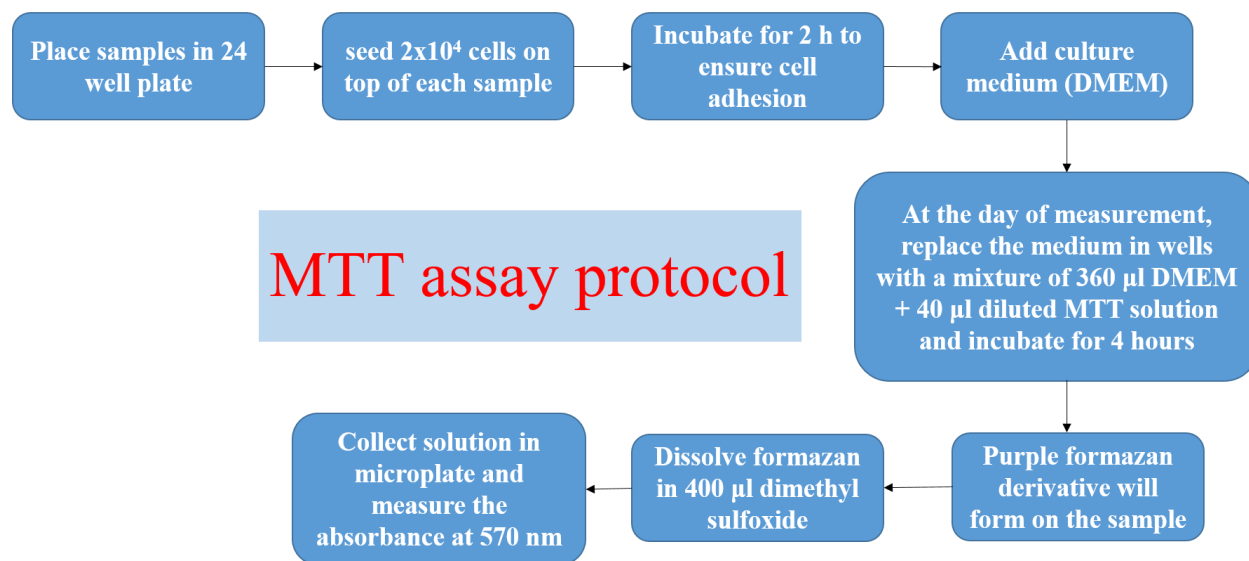 Place samples in 24
well plate
seed 2x10⁴ cells on
top of each sample
Incubate for 2 h to
ensure cell
adhesion
Add culture
medium (DMEM)
At the day of measurement,
replace the medium in wells
with a mixture of 360 µl DMEM
+ 40 µl diluted MTT solution
and incubate for 4 hours
MTT assay protocol
Purple formazan
derivative will
form on the sample
Dissolve formazan
in 400 µl dimethyl
sulfoxide
Collect solution in
microplate and
measure the
absorbance at 570 nm